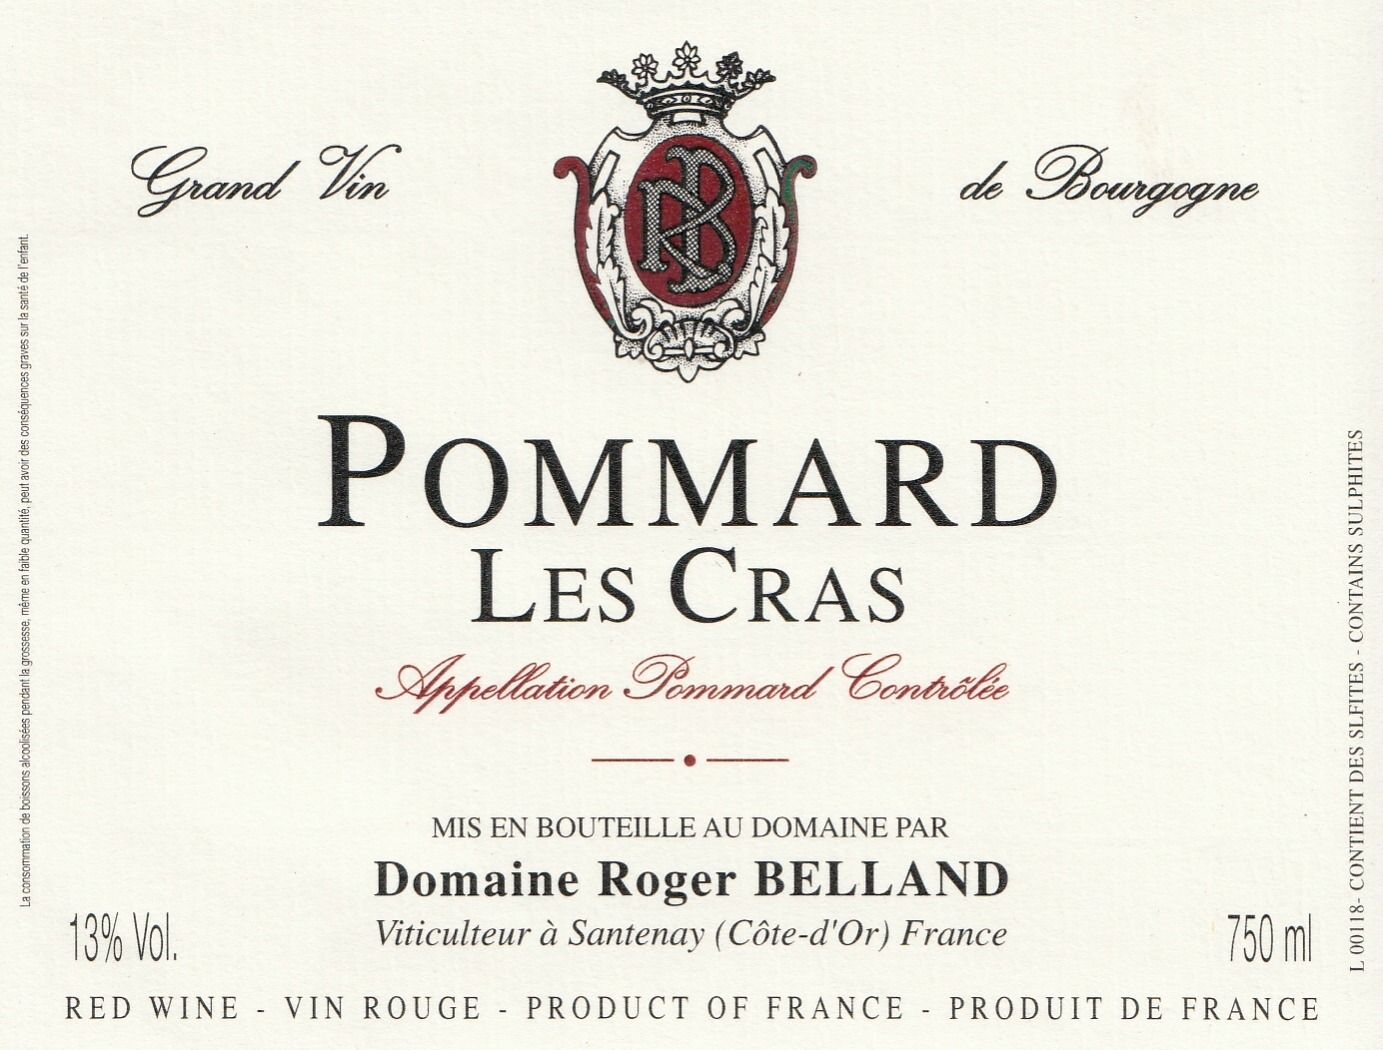 Grand Vin
de Bourgogne
RB
POMMARD
LES CRAS
Appellation Pommard Contrôlée
MIS EN BOUTEILLE AU DOMAINE PAR
Domaine Roger BELLAND
Viticulteur à Santenay (Côte-d'Or) France
13% Vol.
750 ml
RED WINE - VIN ROUGE - PRODUCT OF FRANCE - PRODUIT DE FRANCE
La consommation de boissons alcoolisées pendant la grossesse, même en faible quantité, peut avoir des conséquences graves sur la santé de l'enfant.
L 00118- CONTIENT DES SLFITES - CONTAINS SULPHITES